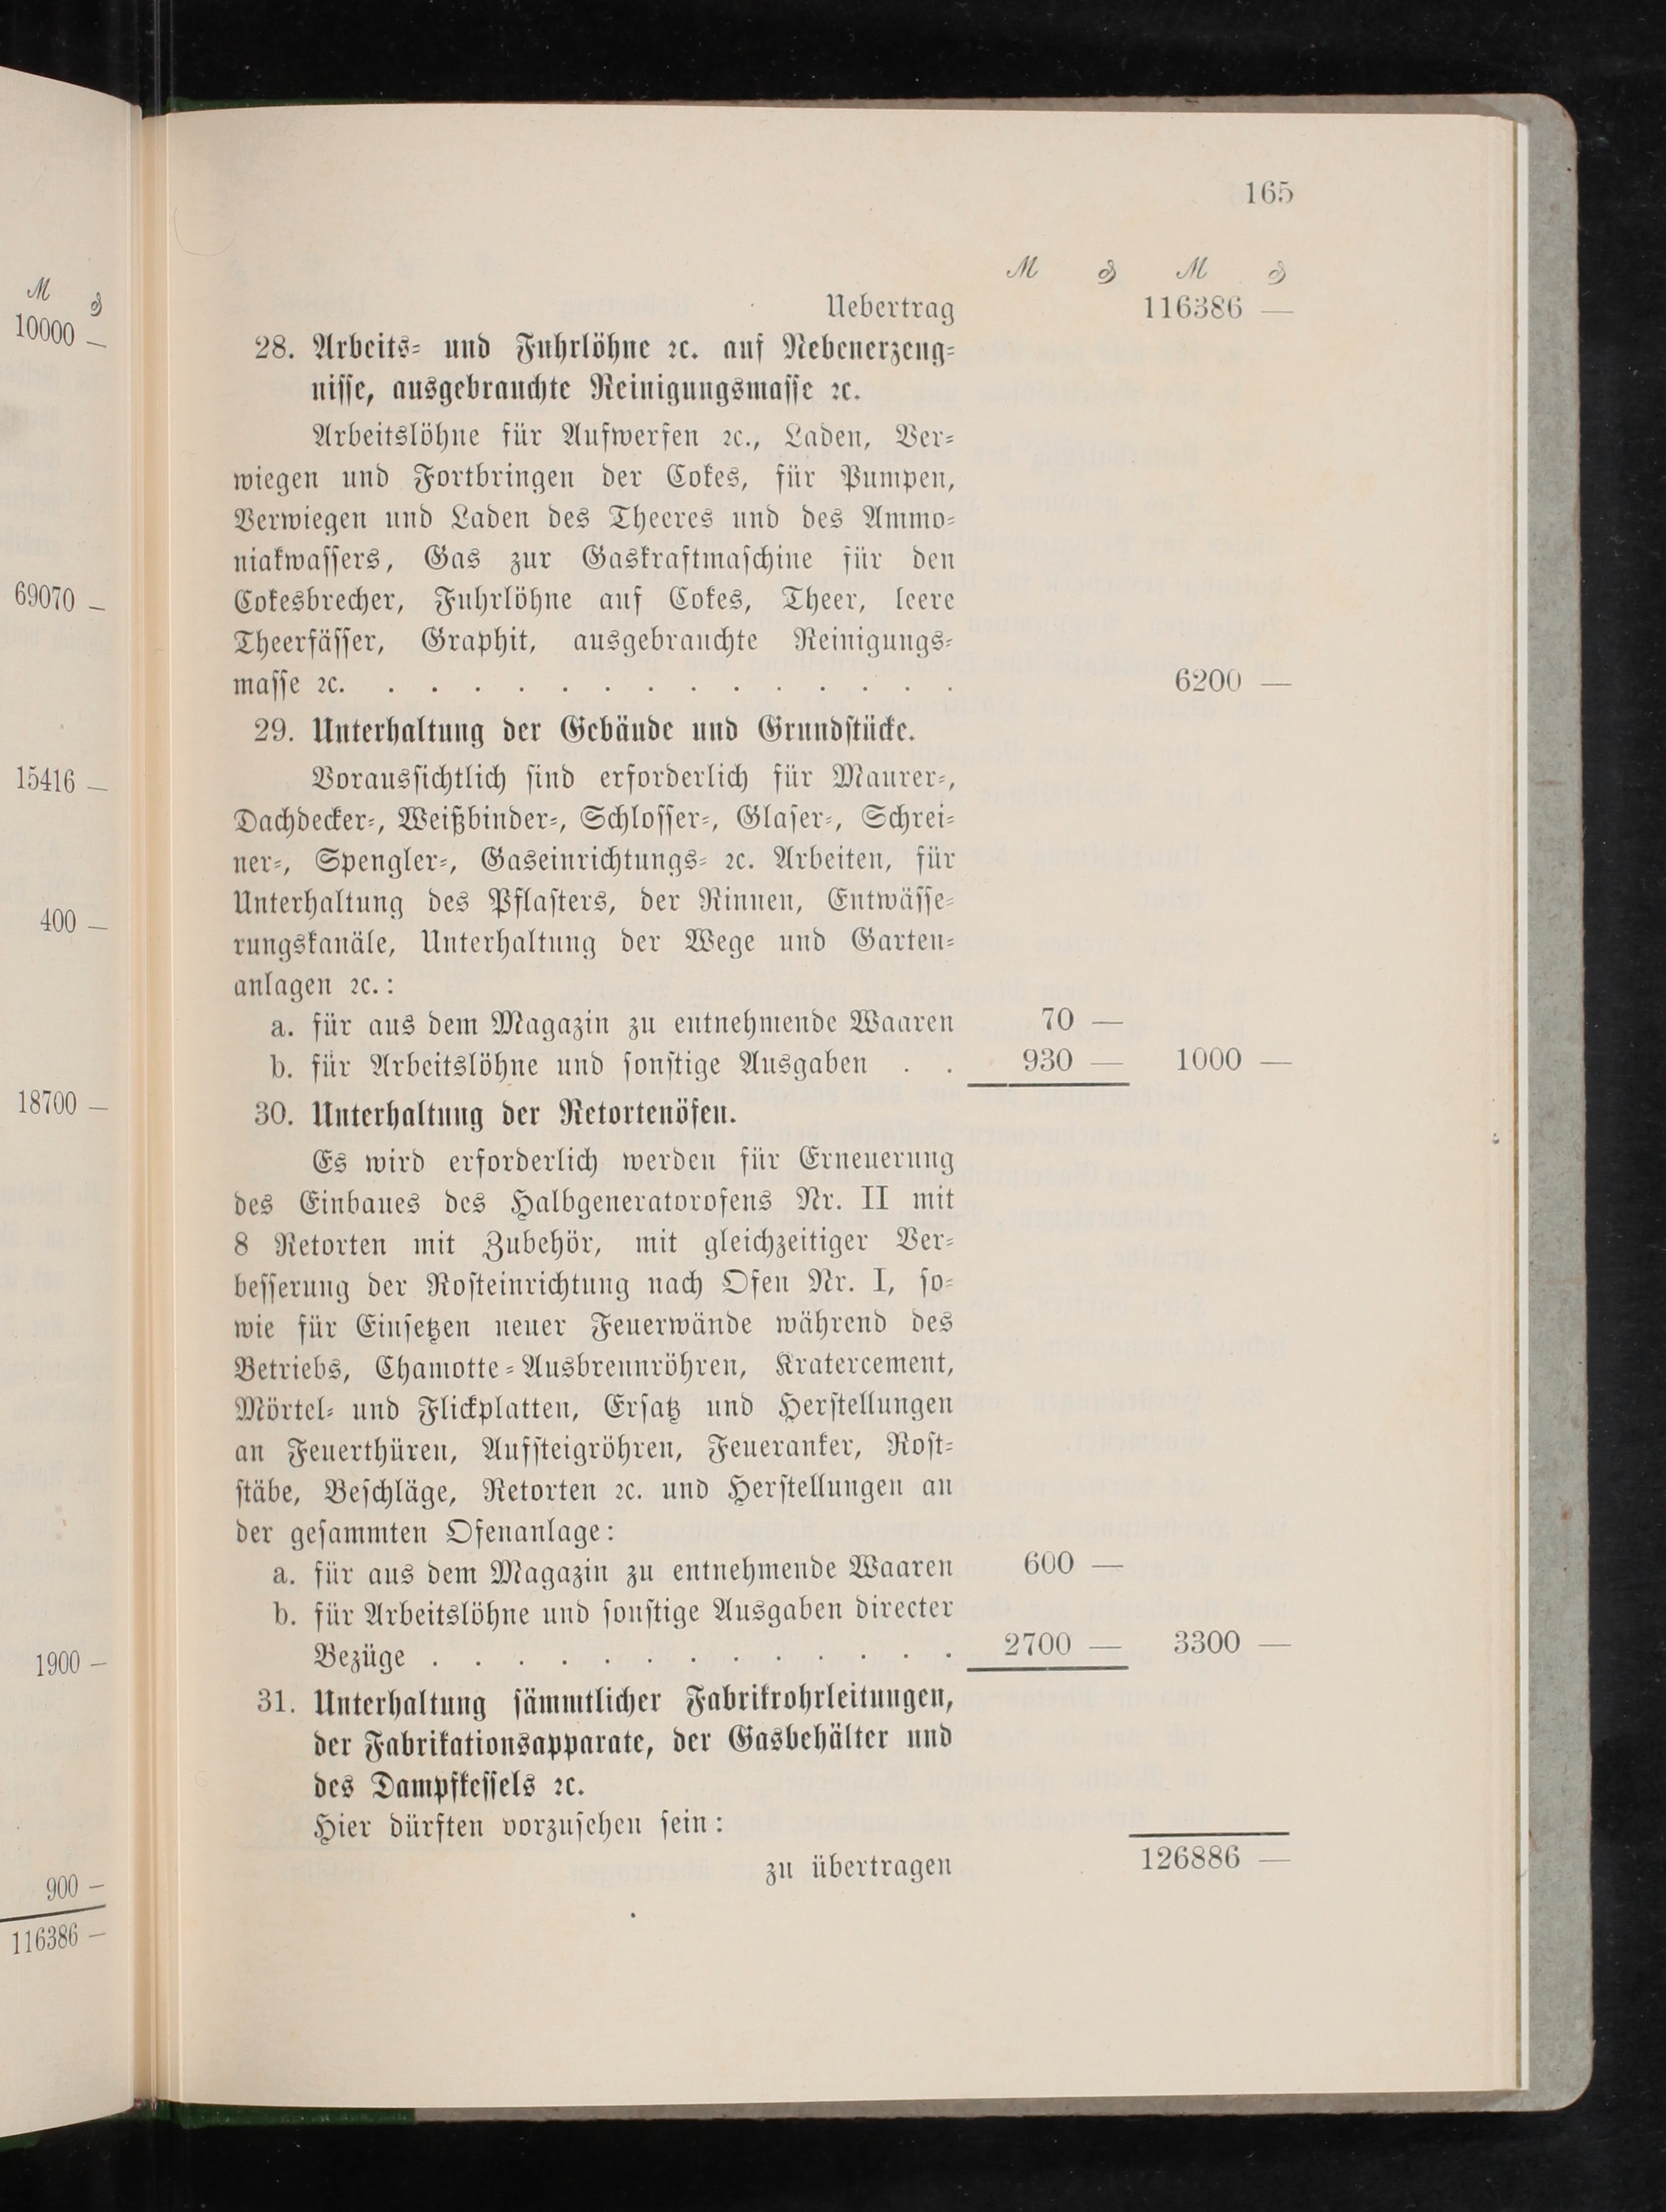 M ₰
10000 —
69070 —
15416 —
400 —
18700 —
1900 —
900 —
116386 —
165
M ₰ M ₰
Uebertrag 116386 —
28. Arbeits- und Fuhrlöhne ꝛc. auf Nebenerzeug-
nisse, ausgebrauchte Reinigungsmasse ꝛc.
Arbeitslöhne für Aufwerfen ꝛc., Laden, Ver-
wiegen und Fortbringen der Cokes, für Pumpen,
Verwiegen und Laden des Theeres und des Ammo-
niakwassers, Gas zur Gaskraftmaschine für den
Cokesbrecher, Fuhrlöhne auf Cokes, Theer, leere
Theerfässer, Graphit, ausgebrauchte Reinigungs-
masse ꝛc. . . . . . . . . . . . . . . 6200 —
29. Unterhaltung der Gebäude und Grundstücke.
Voraussichtlich sind erforderlich für Maurer-,
Dachdecker-, Weißbinder-, Schlosser-, Glaser-, Schrei-
ner-, Spengler-, Gaseinrichtungs- ꝛc. Arbeiten, für
Unterhaltung des Pflasters, der Rinnen, Entwässe-
rungskanäle, Unterhaltung der Wege und Garten-
anlagen ꝛc.:
a. für aus dem Magazin zu entnehmende Waaren 70 —
b. für Arbeitslöhne und sonstige Ausgaben . . 930 — 1000 —
30. Unterhaltung der Retortenöfen.
Es wird erforderlich werden für Erneuerung
des Einbaues des Halbgeneratorofens Nr. II mit
8 Retorten mit Zubehör, mit gleichzeitiger Ver-
besserung der Rosteinrichtung nach Ofen Nr. I, so-
wie für Einsetzen neuer Feuerwände während des
Betriebs, Chamotte-Ausbrennröhren, Kratercement,
Mörtel- und Flickplatten, Ersatz und Herstellungen
an Feuerthüren, Aufsteigröhren, Feueranker, Rost-
stäbe, Beschläge, Retorten ꝛc. und Herstellungen an
der gesammten Ofenanlage:
a. für aus dem Magazin zu entnehmende Waaren 600 —
b. für Arbeitslöhne und sonstige Ausgaben directer
Bezüge . . . . . . . . . . . . . 2700 — 3300 —
31. Unterhaltung sämmtlicher Fabrikrohrleitungen,
der Fabrikationsapparate, der Gasbehälter und
des Dampfkessels ꝛc.
Hier dürften vorzusehen sein:
zu übertragen 126886 —